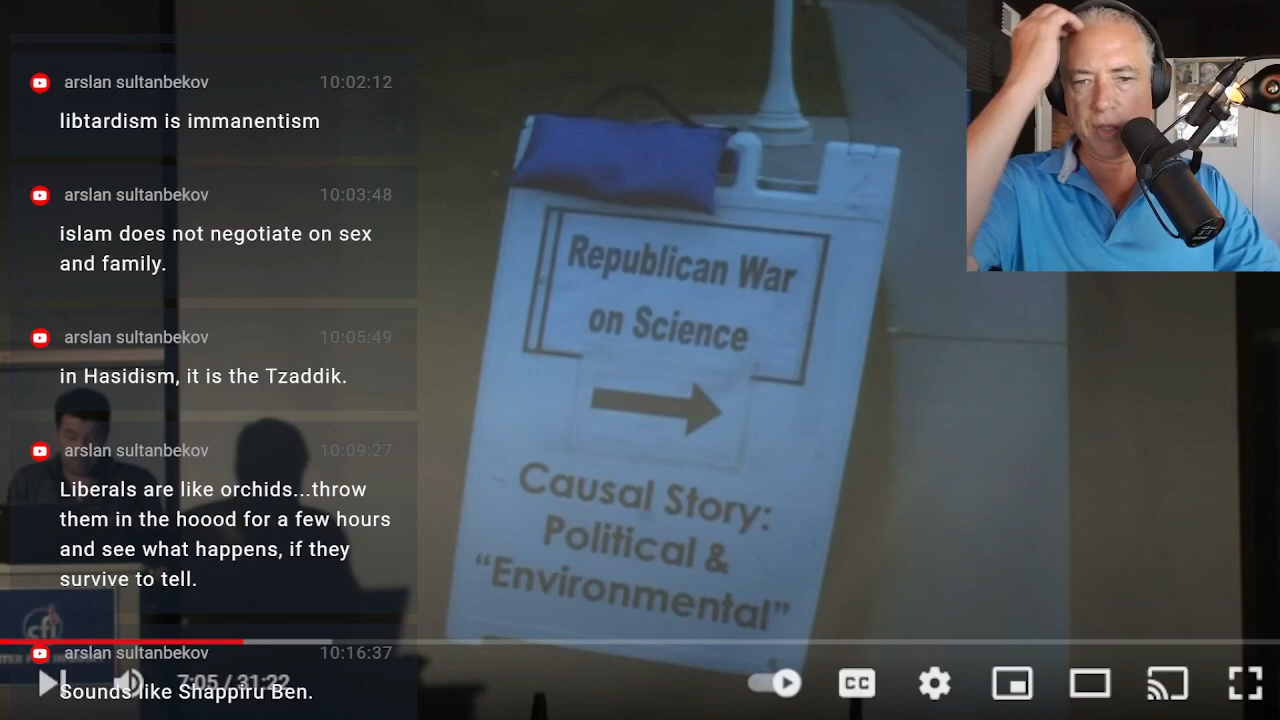 arslan sultanbekov 10:02:12
libtardism is immanentism
arslan sultanbekov 10:03:48
islam does not negotiate on sex
and family.
arslan sultanbekov 10:05:49
in Hasidism, it is the Tzaddik.
arslan sultanbekov 10:09:27
Liberals are like orchids...throw
them in the hoood for a few hours
and see what happens, if they
survive to tell.
arslan sultanbekov 10:16:37
Sounds like Shappiru Ben.
7:05 / 31:22
Republican War
on Science
Causal Story:
Political &
“Environmental”
cfi
CC